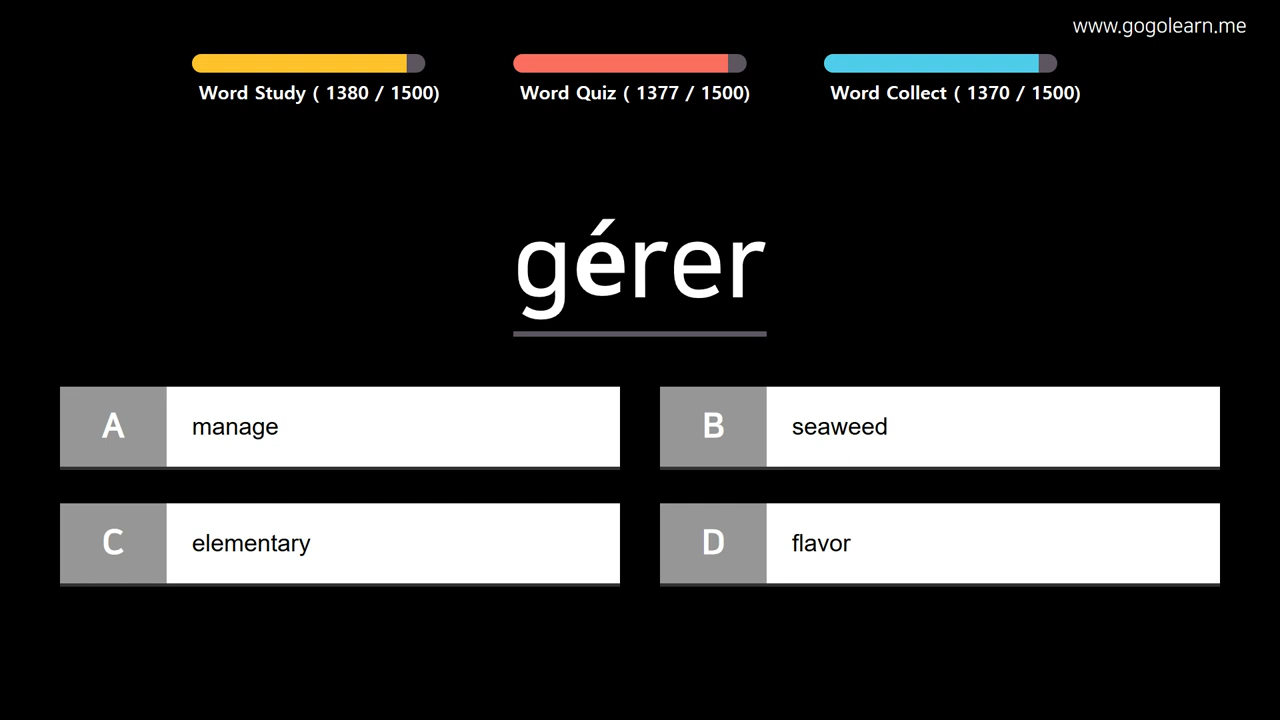 www.gogolearn.me
Word Study ( 1380 / 1500)
Word Quiz ( 1377 / 1500)
Word Collect ( 1370 / 1500)
gérer
A manage
B seaweed
C elementary
D flavor